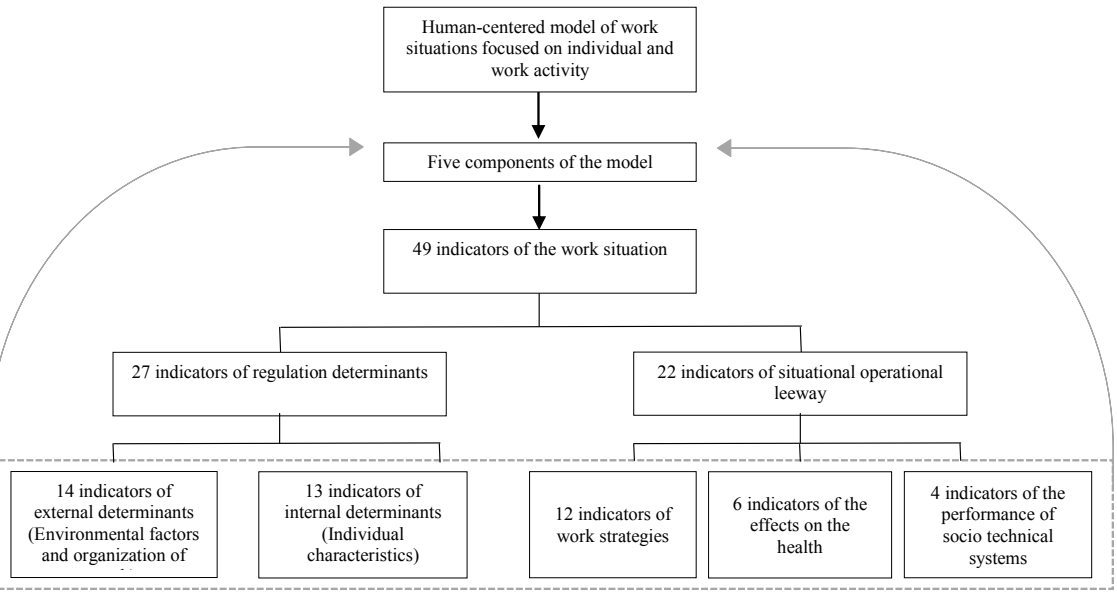 Human-centered model of work
situations focused on individual and
work activity
Five components of the model
49 indicators of the work situation
27 indicators of regulation determinants
22 indicators of situational operational
leeway
14 indicators of
external determinants
(Environmental factors
and organization of
13 indicators of
internal determinants
(Individual
characteristics)
12 indicators of
work strategies
6 indicators of the
effects on the
health
4 indicators of the
performance of
socio technical
systems